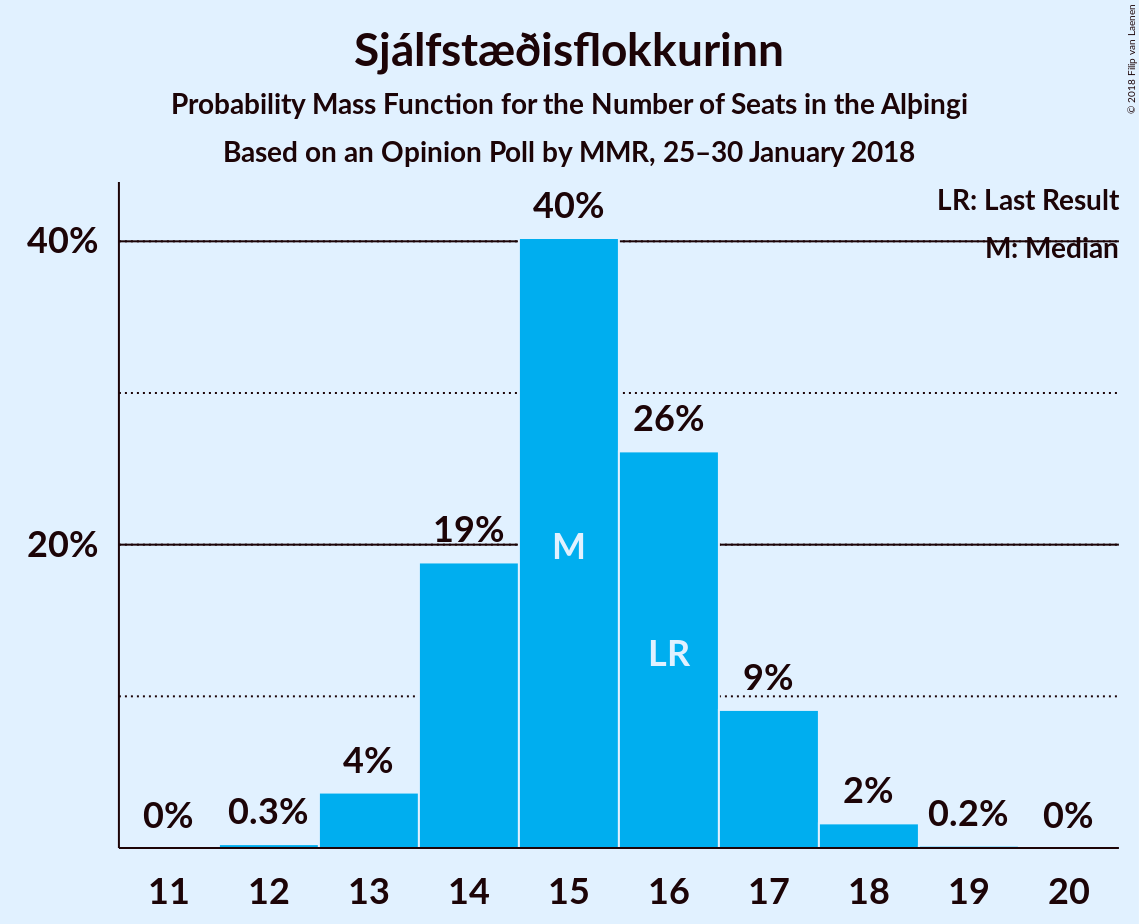 Sjálfstæðisflokkurinn
Probability Mass Function for the Number of Seats in the Alþingi
Based on an Opinion Poll by MMR, 25–30 January 2018
© 2018 Filip van Laenen
LR: Last Result
M: Median
40%
20%
0%
0.3%
4%
19%
40%
26%
9%
2%
0.2%
0%
M
LR
11 12 13 14 15 16 17 18 19 20